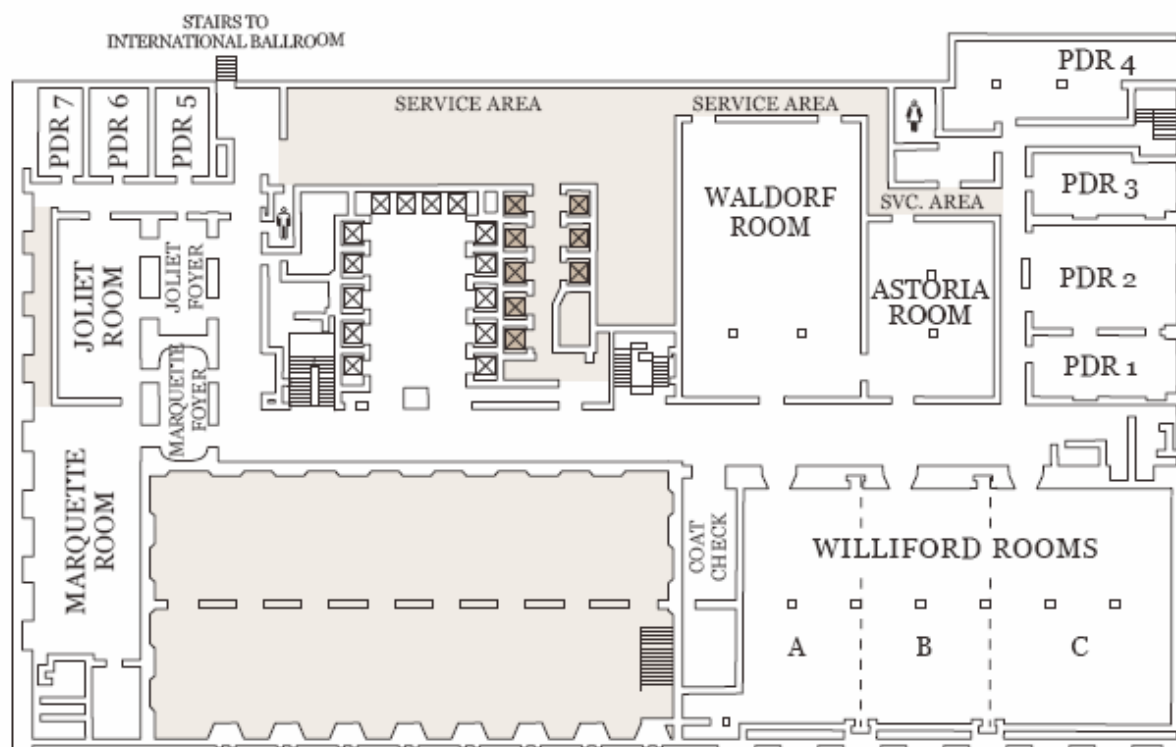 STAIRS TO
INTERNATIONAL BALLROOM
PDR 7
PDR 6
PDR 5
SERVICE AREA
SERVICE AREA
PDR 4
WALDORF
ROOM
SVC. AREA
PDR 3
JOLIET
ROOM
JOLIET
FOYER
ASTORIA
ROOM
PDR 2
MARQUETTE
FOYER
PDR 1
MARQUETTE
ROOM
COAT
CHECK
WILLIFORD ROOMS
A
B
C